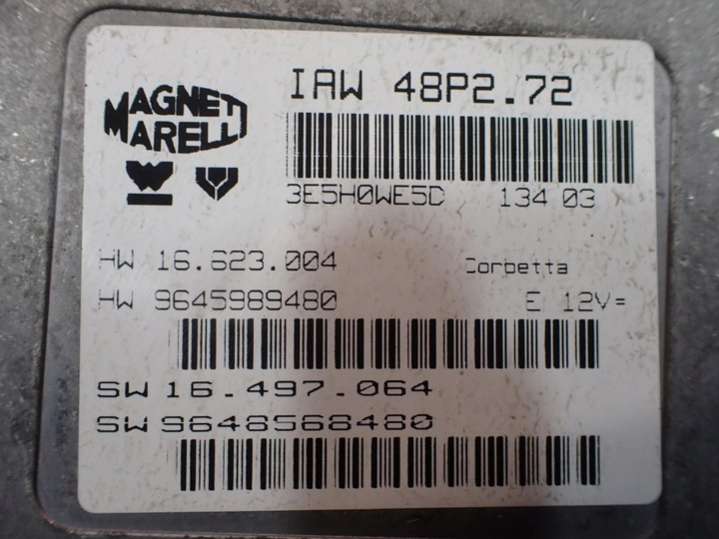 MAGNETI
MARELLI
IAW 48P2.72
3E5H0WE5D 134 03
HW 16.623.004 Corbetta
HW 9645989480 E 12V=
SW 16.497.064
SW 9648568480